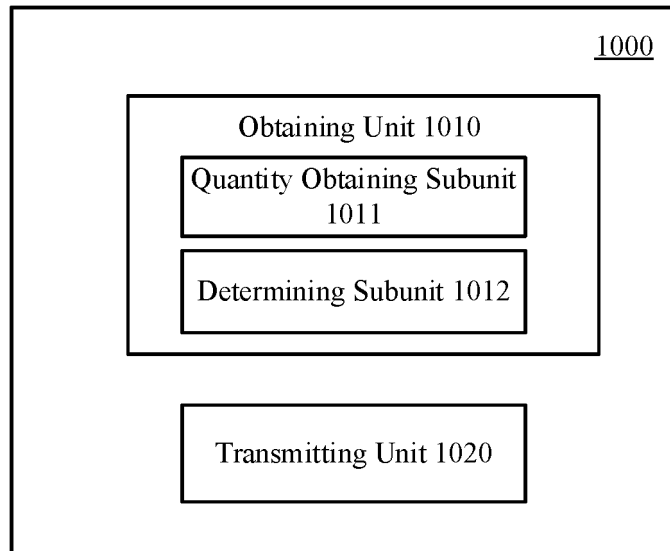 1000
Obtaining Unit 1010
Quantity Obtaining Subunit
1011
Determining Subunit 1012
Transmitting Unit 1020